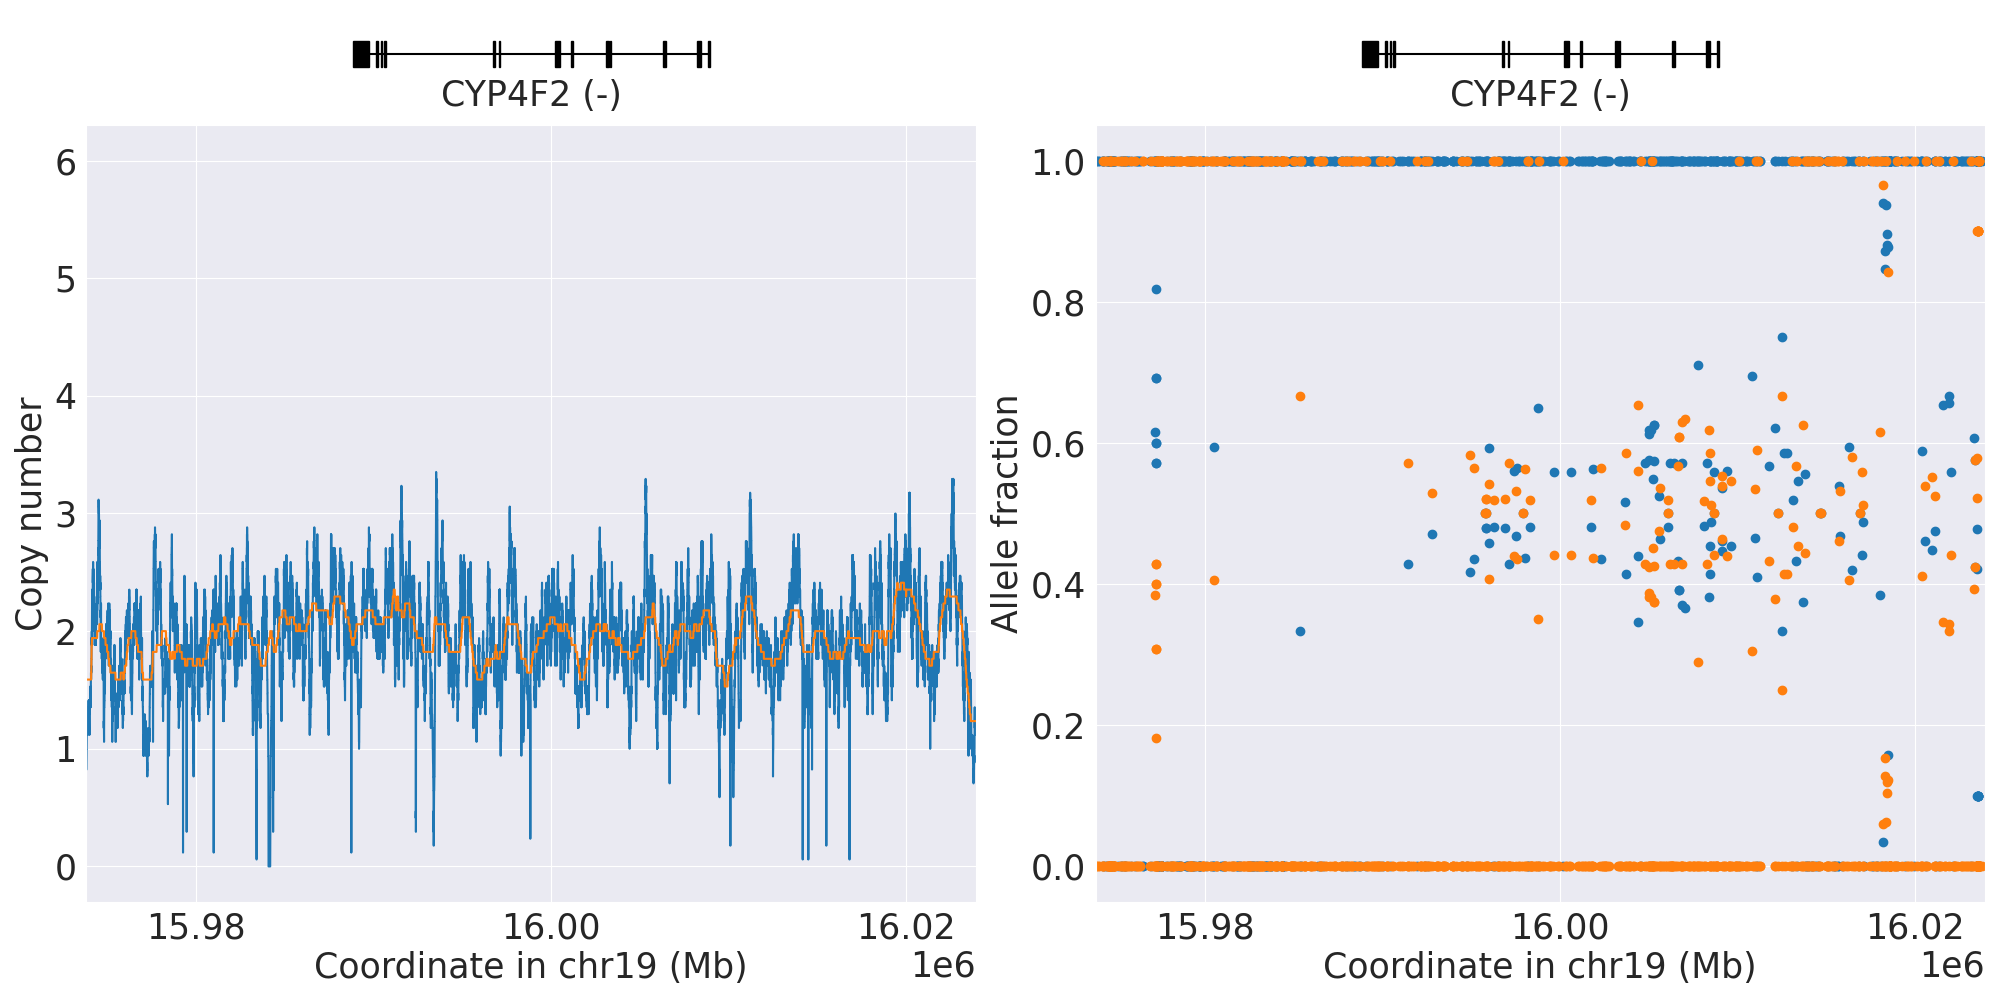 CYP4F2 (-)
6
5
4
3
2
1
0
Copy number
15.98
16.00
16.02
Coordinate in chr19 (Mb)
1e6
CYP4F2 (-)
1.0
0.8
0.6
0.4
0.2
0.0
Allele fraction
15.98
16.00
16.02
Coordinate in chr19 (Mb)
1e6